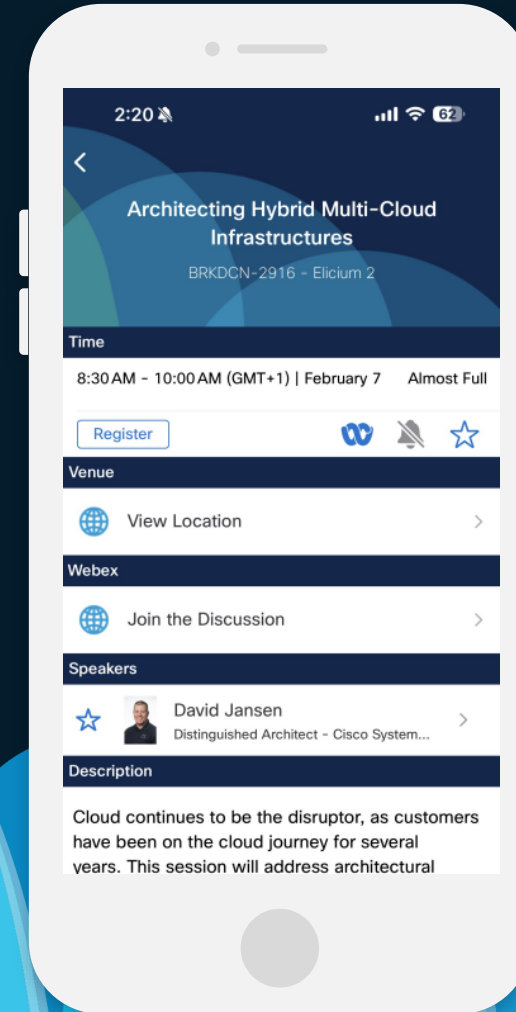 2:20
62
Architecting Hybrid Multi-Cloud
Infrastructures
BRKDCN-2916 - Elicium 2
Time
8:30 AM - 10:00 AM (GMT+1) | February 7 Almost Full
Register
Venue
View Location
Webex
Join the Discussion
Speakers
David Jansen
Distinguished Architect - Cisco System...
Description
Cloud continues to be the disruptor, as customers
have been on the cloud journey for several
years. This session will address architectural